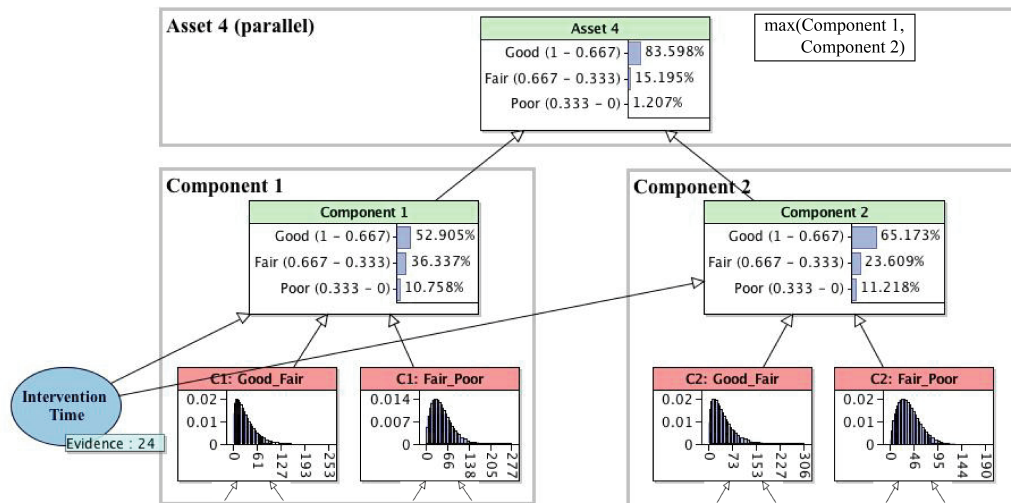 Asset 4 (parallel)
Asset 4
Good (1 - 0.667) 83.598%
Fair (0.667 - 0.333) 15.195%
Poor (0.333 - 0) 1.207%
max(Component 1,
Component 2)
Component 1
Component 1
Good (1 - 0.667) 52.905%
Fair (0.667 - 0.333) 36.337%
Poor (0.333 - 0) 10.758%
Component 2
Component 2
Good (1 - 0.667) 65.173%
Fair (0.667 - 0.333) 23.609%
Poor (0.333 - 0) 11.218%
Intervention
Time
Evidence : 24
C1: Good_Fair
0.02
0.01
0
0 61 127 193 253
C1: Fair_Poor
0.014
0.007
0
0 66 138 205 277
C2: Good_Fair
0.02
0.01
0
0 73 153 227 306
C2: Fair_Poor
0.02
0.01
0
0 46 95 144 190